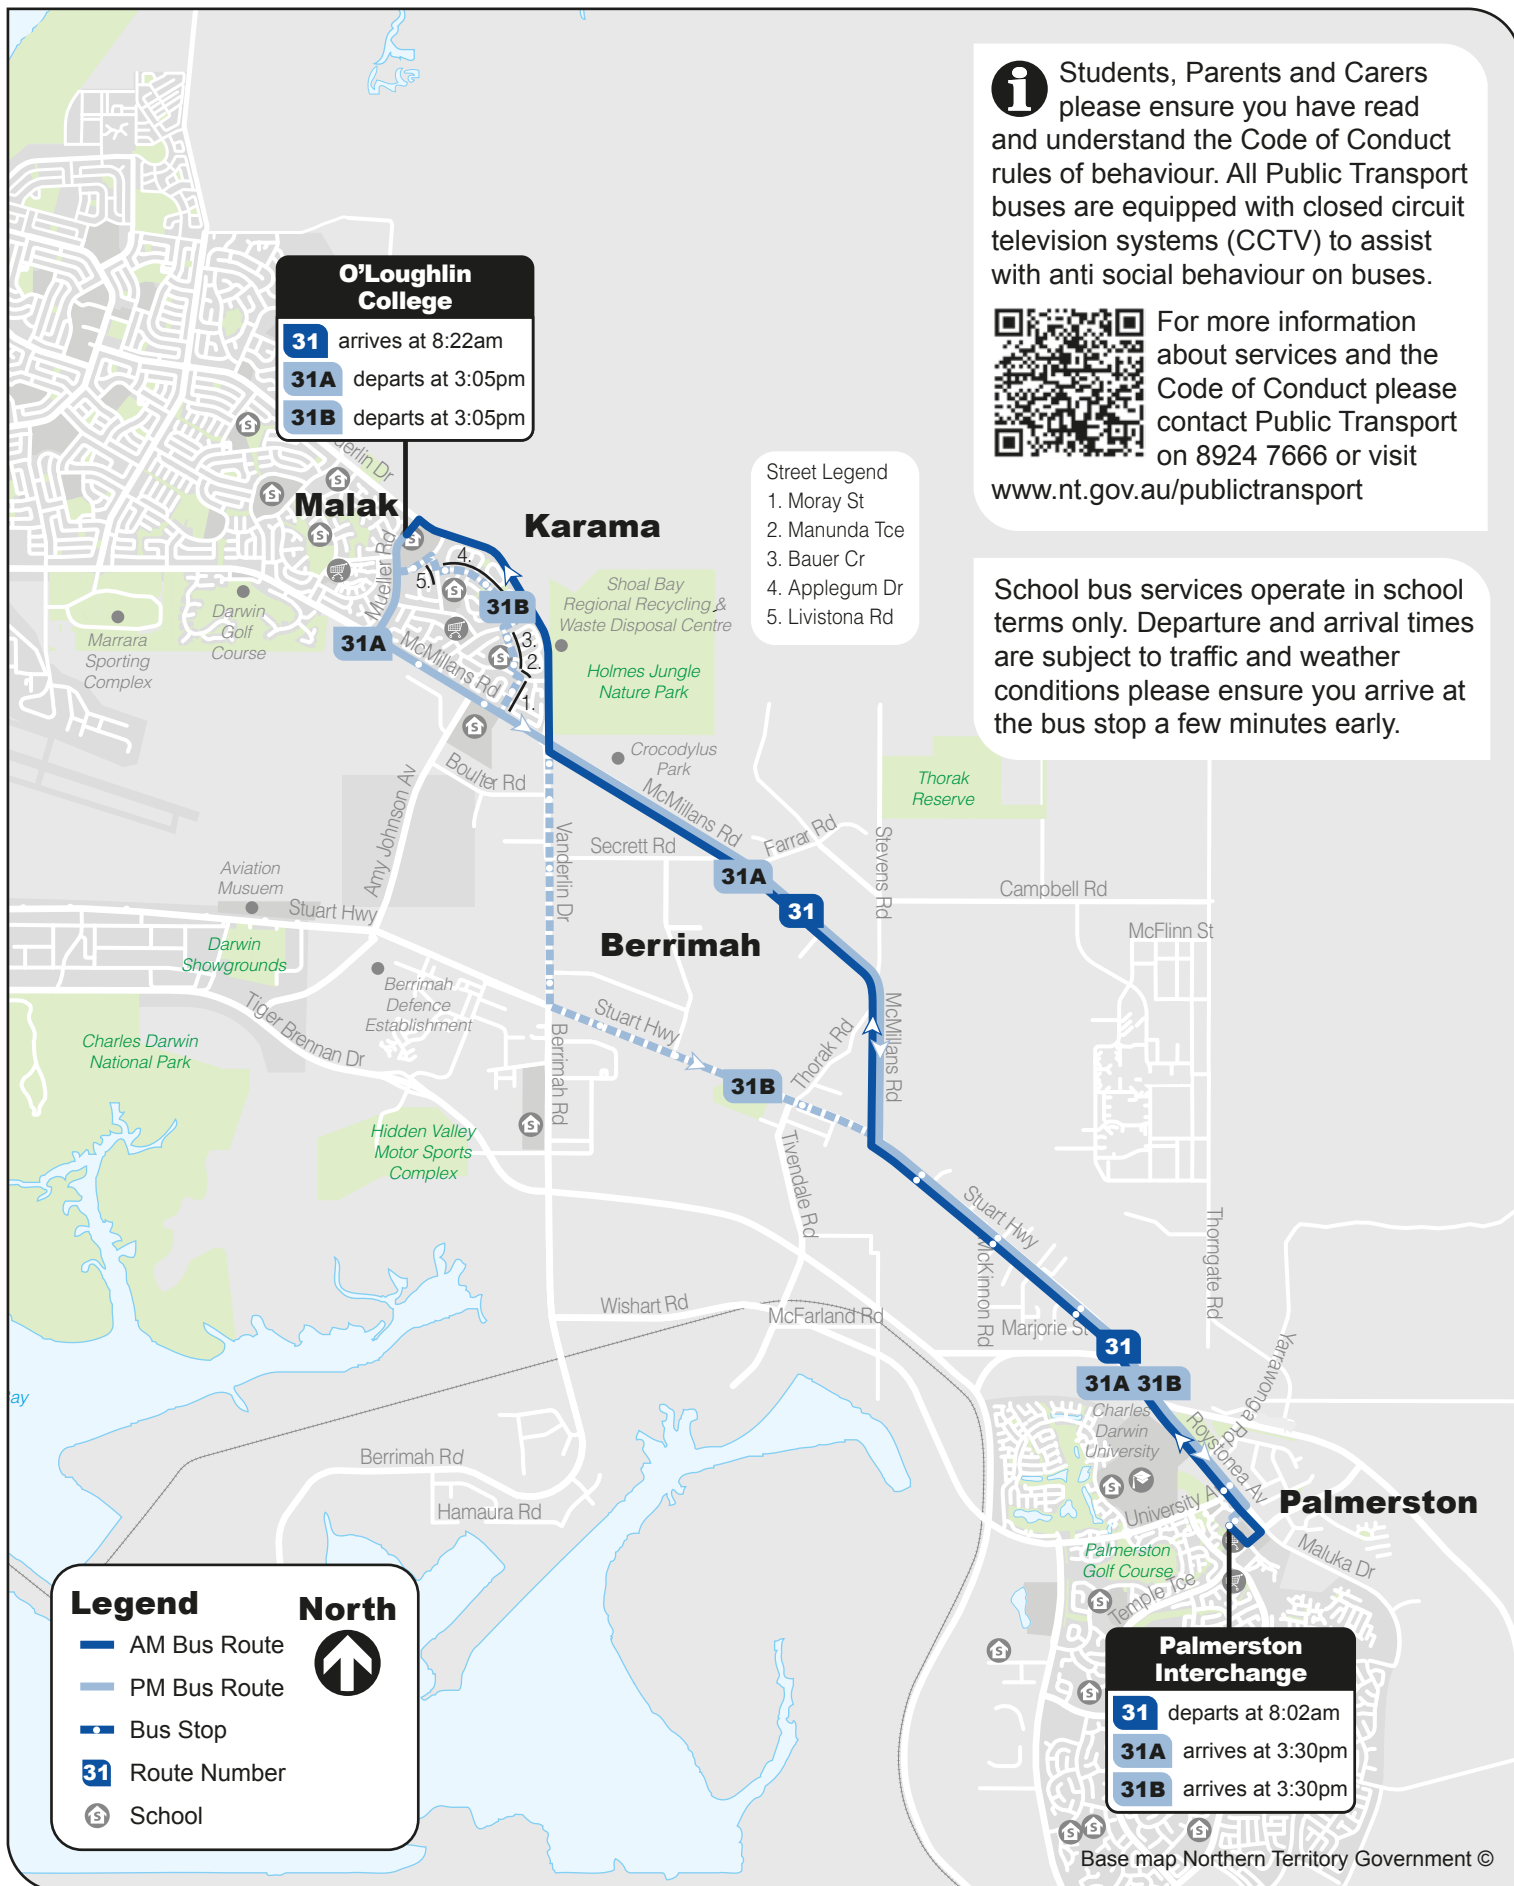 Students, Parents and Carers
please ensure you have read
and understand the Code of Conduct
rules of behaviour. All Public Transport
buses are equipped with closed circuit
television systems (CCTV) to assist
with anti social behaviour on buses.
For more information
about services and the
Code of Conduct please
contact Public Transport
on 8924 7666 or visit
www.nt.gov.au/publictransport
School bus services operate in school
terms only. Departure and arrival times
are subject to traffic and weather
conditions please ensure you arrive at
the bus stop a few minutes early.
O'Loughlin
College
31 arrives at 8:22am
31A departs at 3:05pm
31B departs at 3:05pm
Street Legend
1. Moray St
2. Manunda Tce
3. Bauer Cr
4. Applegum Dr
5. Livistona Rd
Malak
Karama
Mueller Rd
4.
5.
31B
3.
2.
1.
31A
McMillans Rd
Shoal Bay
Regional Recycling &
Waste Disposal Centre
Holmes Jungle
Nature Park
Marrara
Sporting
Complex
Darwin
Golf
Course
Crocodylus
Park
Boulter Rd
Amy Johnson Av
McMillans Rd
Secrett Rd
Farrar Rd
Stevens Rd
Thorak
Reserve
Vanderlin Dr
31A
31
Campbell Rd
McFlinn St
Aviation
Musuem
Stuart Hwy
Darwin
Showgrounds
Berrimah
Berrimah
Defence
Establishment
Tiger Brennan Dr
Charles Darwin
National Park
Stuart Hwy
Berrimah Rd
31B
Thorak Rd
McMillans Rd
Hidden Valley
Motor Sports
Complex
Tivendale Rd
Stuart Hwy
McKinnon Rd
Thorngate Rd
Wishart Rd
McFarland Rd
Marjorie St
Yarrawonga Rd
31
31A 31B
Charles
Darwin
University
Roystonea Av
ay
Berrimah Rd
Hamaura Rd
University A
Palmerston
Maluka Dr
Palmerston
Golf Course
Temple Tce
Palmerston
Interchange
31 departs at 8:02am
31A arrives at 3:30pm
31B arrives at 3:30pm
Legend
North
AM Bus Route
PM Bus Route
Bus Stop
31 Route Number
S School
Base map Northern Territory Government ©